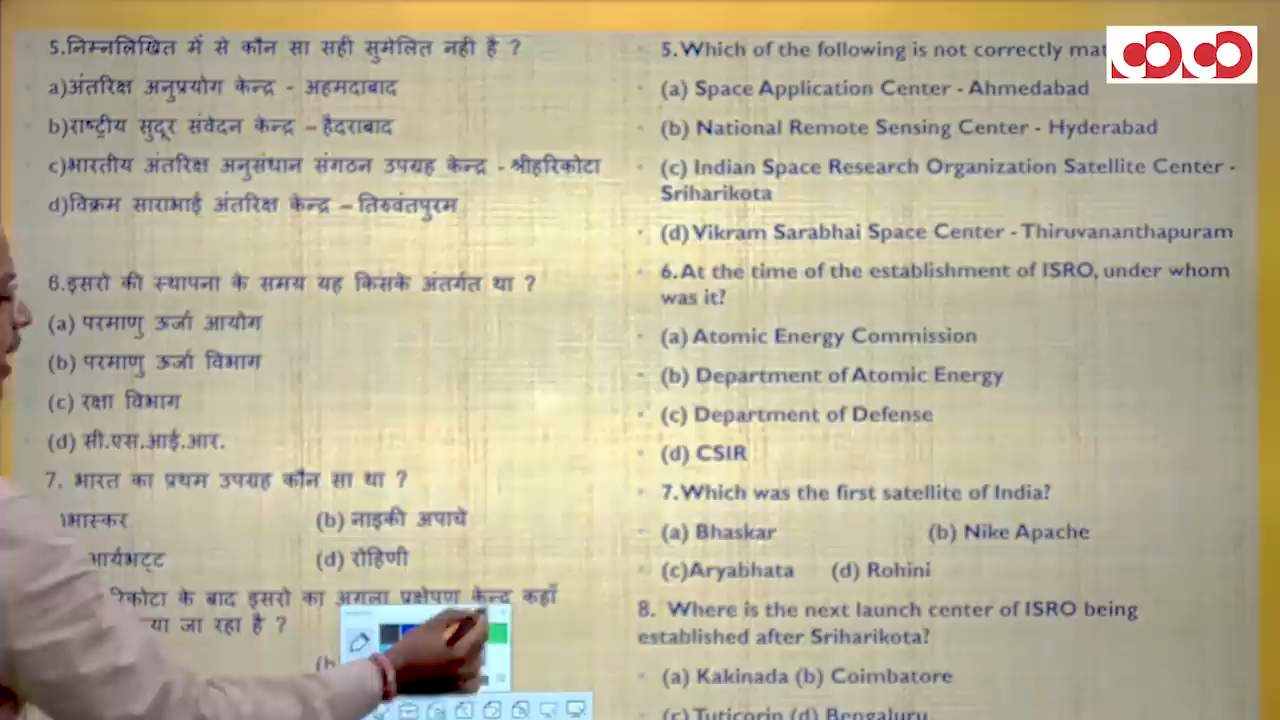 5.निम्नलिखित में से कौन सा सही सुमेलित नही है ?
a)अंतरिक्ष अनुप्रयोग केन्द्र - अहमदाबाद
b)राष्ट्रीय सुदूर संवेदन केन्द्र – हैदराबाद
c)भारतीय अंतरिक्ष अनुसंधान संगठन उपग्रह केन्द्र - श्रीहरिकोटा
d)विक्रम साराभाई अंतरिक्ष केन्द्र – तिरुवंतपुरम
6.इसरो की स्थापना के समय यह किसके अंतर्गत था ?
(a) परमाणु ऊर्जा आयोग
(b) परमाणु ऊर्जा विभाग
(c) रक्षा विभाग
(d) सी.एस.आई.आर.
7. भारत का प्रथम उपग्रह कौन सा था ?
)भास्कर (b) नाइकी अपाचे
आर्यभट्ट (d) रोहिणी
रिकोटा के बाद इसरो का अगला प्रक्षेपण केन्द्र कहाँ
या जा रहा है ?
(b
5.Which of the following is not correctly mat
(a) Space Application Center - Ahmedabad
(b) National Remote Sensing Center - Hyderabad
(c) Indian Space Research Organization Satellite Center -
Sriharikota
(d) Vikram Sarabhai Space Center - Thiruvananthapuram
6.At the time of the establishment of ISRO, under whom
was it?
(a) Atomic Energy Commission
(b) Department of Atomic Energy
(c) Department of Defense
(d) CSIR
7.Which was the first satellite of India?
(a) Bhaskar (b) Nike Apache
(c)Aryabhata (d) Rohini
8. Where is the next launch center of ISRO being
established after Sriharikota?
(a) Kakinada (b) Coimbatore
(c) Tuticorin (d) Bengaluru